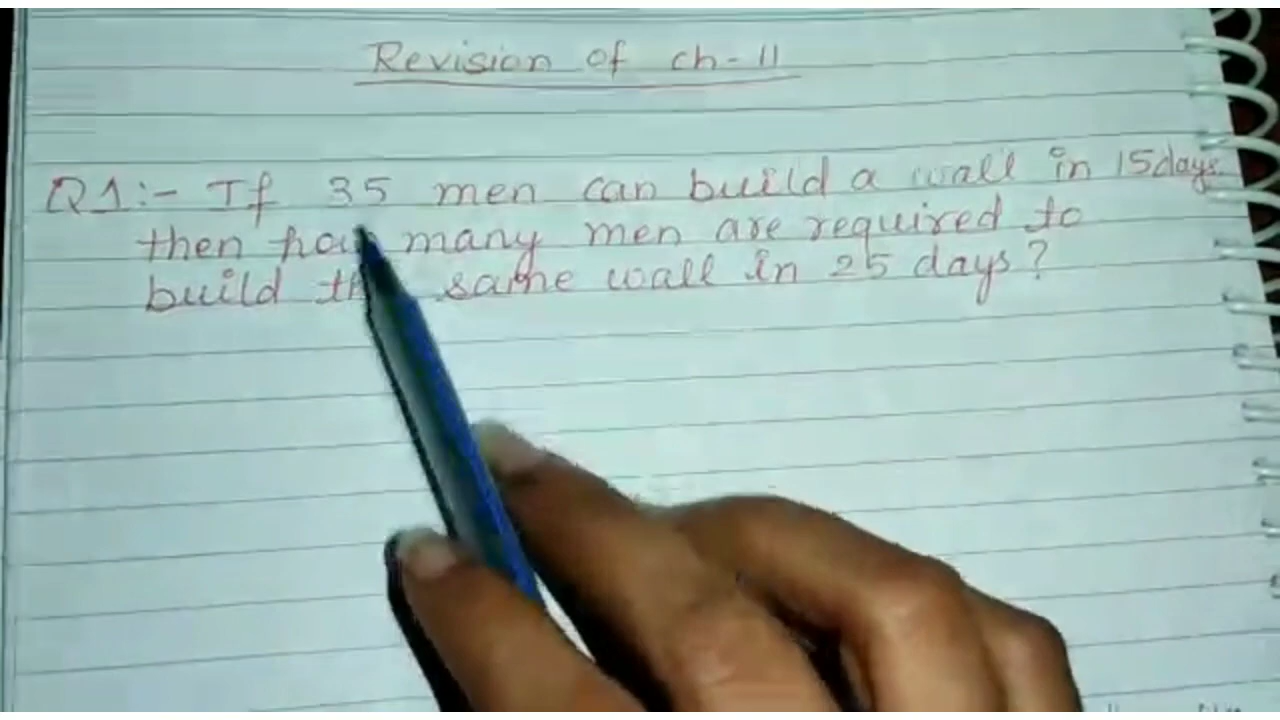 Revision of ch-11
Q1:- If 35 men can build a wall in 15days
then many men are required to
build same wall in 25 days?